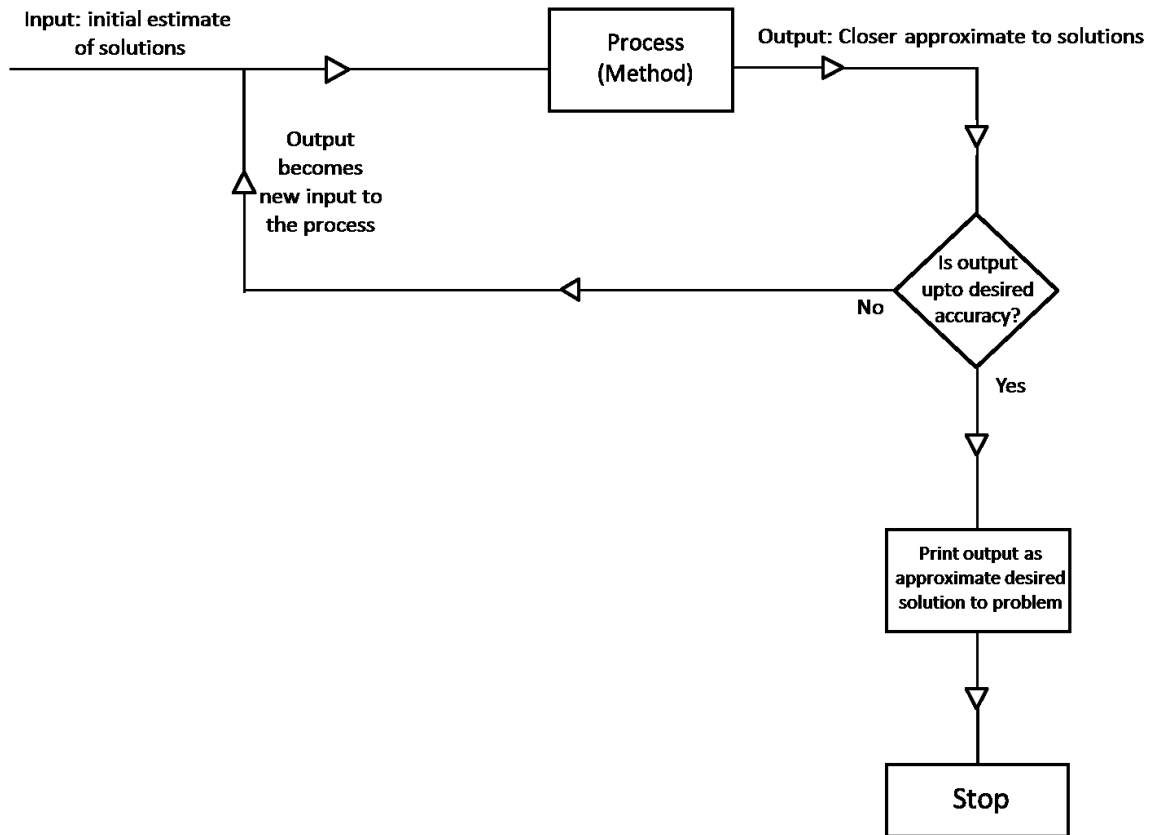 Input: initial estimate
of solutions
Process
(Method)
Output: Closer approximate to solutions
Output
becomes
new input to
the process
Is output
upto desired
accuracy?
No
Yes
Print output as
approximate desired
solution to problem
Stop